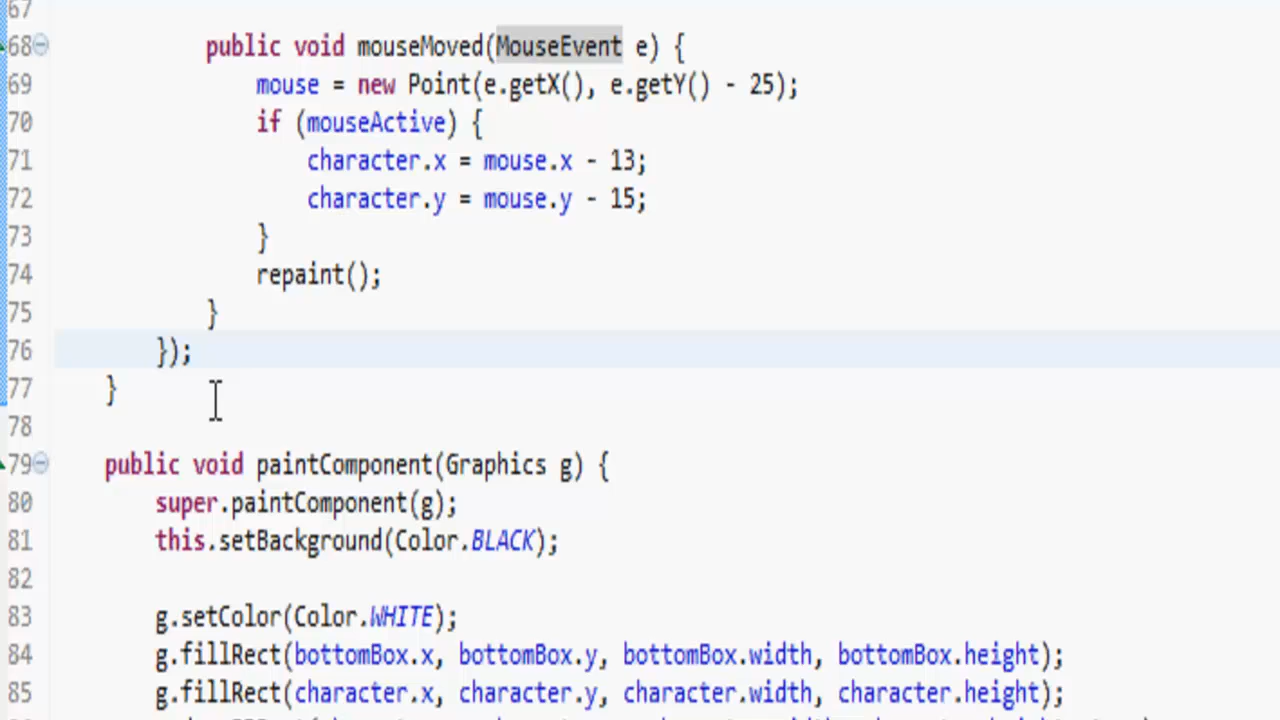 67
68 public void mouseMoved(MouseEvent e) {
69 mouse = new Point(e.getX(), e.getY() - 25);
70 if (mouseActive) {
71 character.x = mouse.x - 13;
72 character.y = mouse.y - 15;
73 }
74 repaint();
75 }
76 });
77 }
78
79 public void paintComponent(Graphics g) {
80 super.paintComponent(g);
81 this.setBackground(Color.BLACK);
82
83 g.setColor(Color.WHITE);
84 g.fillRect(bottomBox.x, bottomBox.y, bottomBox.width, bottomBox.height);
85 g.fillRect(character.x, character.y, character.width, character.height);